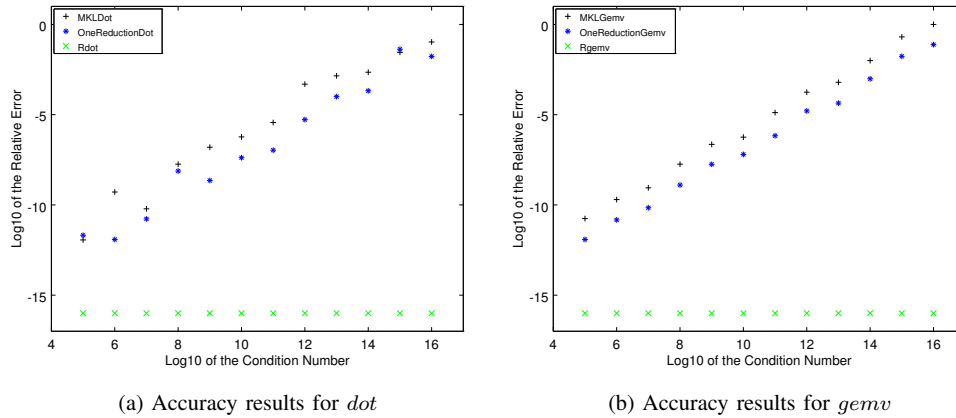 MKLDot
OneReductionDot
Rdot
0
-5
-10
-15
Log10 of the Relative Error
4 6 8 10 12 14 16
Log10 of the Condition Number
(a) Accuracy results for dot
MKLGemv
OneReductionGemv
Rgemv
0
-5
-10
-15
Log10 of the Relative Error
4 6 8 10 12 14 16
Log10 of the Condition Number
(b) Accuracy results for gemv